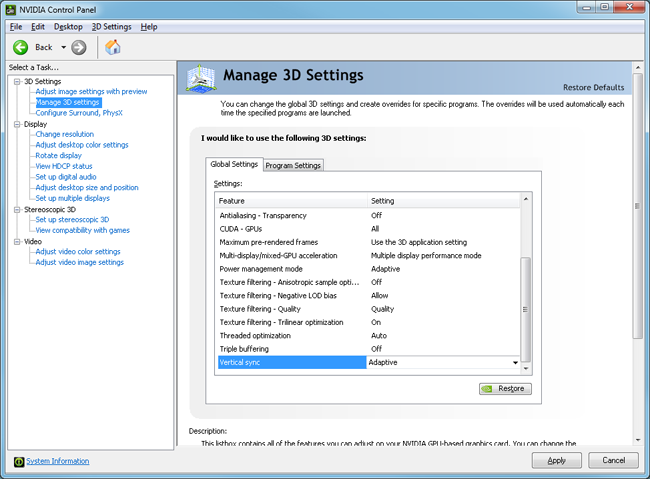 NVIDIA Control Panel
File Edit Desktop 3D Settings Help
Back
Select a Task...
3D Settings
Adjust image settings with preview
Manage 3D settings
Configure Surround, PhysX
Display
Change resolution
Adjust desktop color settings
Rotate display
View HDCP status
Set up digital audio
Adjust desktop size and position
Set up multiple displays
Stereoscopic 3D
Set up stereoscopic 3D
View compatibility with games
Video
Adjust video color settings
Adjust video image settings
Manage 3D Settings
Restore Defaults
You can change the global 3D settings and create overrides for specific programs. The overrides will be used automatically each
time the specified programs are launched.
I would like to use the following 3D settings:
Global Settings Program Settings
Settings:
Feature Setting
Antialiasing - Transparency Off
CUDA - GPUs All
Maximum pre-rendered frames Use the 3D application setting
Multi-display/mixed-GPU acceleration Multiple display performance mode
Power management mode Adaptive
Texture filtering - Anisotropic sample opti... Off
Texture filtering - Negative LOD bias Allow
Texture filtering - Quality Quality
Texture filtering - Trilinear optimization On
Threaded optimization Auto
Triple buffering Off
Vertical sync Adaptive
Restore
Description:
This listbox contains all of the features you can adjust on your NVIDIA GPU-based graphics card. You can change the
System Information
Apply Cancel